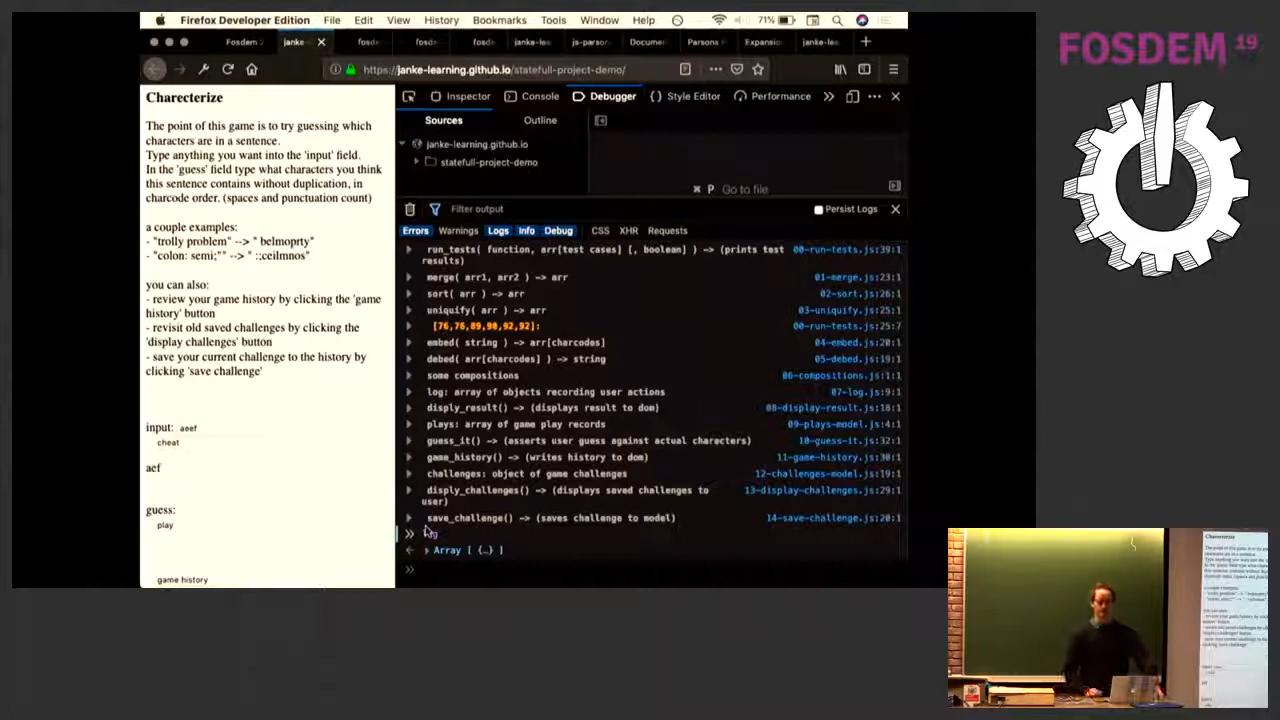 Firefox Developer Edition File Edit View History Bookmarks Tools Window Help 71%
FOSDEM 19
Fosdem janke- fosd fosd fosd janke-lea js-parson Docume Parsons Expansion janke-lea
https://janke-learning.github.io/statefull-project-demo/
Charecterize
The point of this game is to try guessing which
characters are in a sentence.
Type anything you want into the 'input' field.
In the 'guess' field type what characters you think
this sentence contains without duplication, in
charcode order. (spaces and punctuation count)
a couple examples:
- "trolly problem" --> " belmoprty"
- "colon: semi;"" --> " :;ceilmnos"
you can also:
- review your game history by clicking the 'game
history' button
- revisit old saved challenges by clicking the
'display challenges' button
- save your current challenge to the history by
clicking 'save challenge'
input: aeef
cheat
aef
guess:
play
game history
Inspector Console Debugger Style Editor Performance
Sources Outline
janke-learning.github.io
statefull-project-demo
⌘ P Go to file
Filter output Persist Logs
Errors Warnings Logs Info Debug CSS XHR Requests
run_tests( function, arr[test cases] [, boolean] ) —> (prints test 00-run-tests.js:39:1
results)
merge( arr1, arr2 ) —> arr 01-merge.js:23:1
sort( arr ) —> arr 02-sort.js:26:1
uniquify( arr ) —> arr 03-uniquify.js:25:1
[76,76,89,90,92,92]: 00-run-tests.js:25:7
embed( string ) —> arr[charcodes] 04-embed.js:20:1
debed( arr[charcodes] ) —> string 05-debed.js:19:1
some compositions 06-compositions.js:1:1
log: array of objects recording user actions 07-log.js:9:1
disply_result() —> (displays result to dom) 08-display-result.js:18:1
plays: array of game play records 09-plays-model.js:4:1
guess_it() —> (asserts user guess against actual charecters) 10-guess-it.js:32:1
game_history() —> (writes history to dom) 11-game-history.js:30:1
challenges: object of game challenges 12-challenges-model.js:19:1
disply_challenges() —> (displays saved challenges to 13-display-challenges.js:29:1
user)
save_challenge() —> (saves challenge to model) 14-save-challenge.js:20:1
Array [ {…} ]